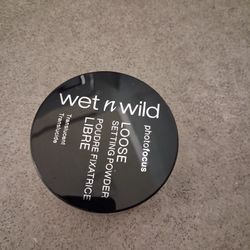 wet n wild
photofocus
LOOSE
SETTING POWDER
POUDRE FIXATRICE
LIBRE
Translucent
Translucide